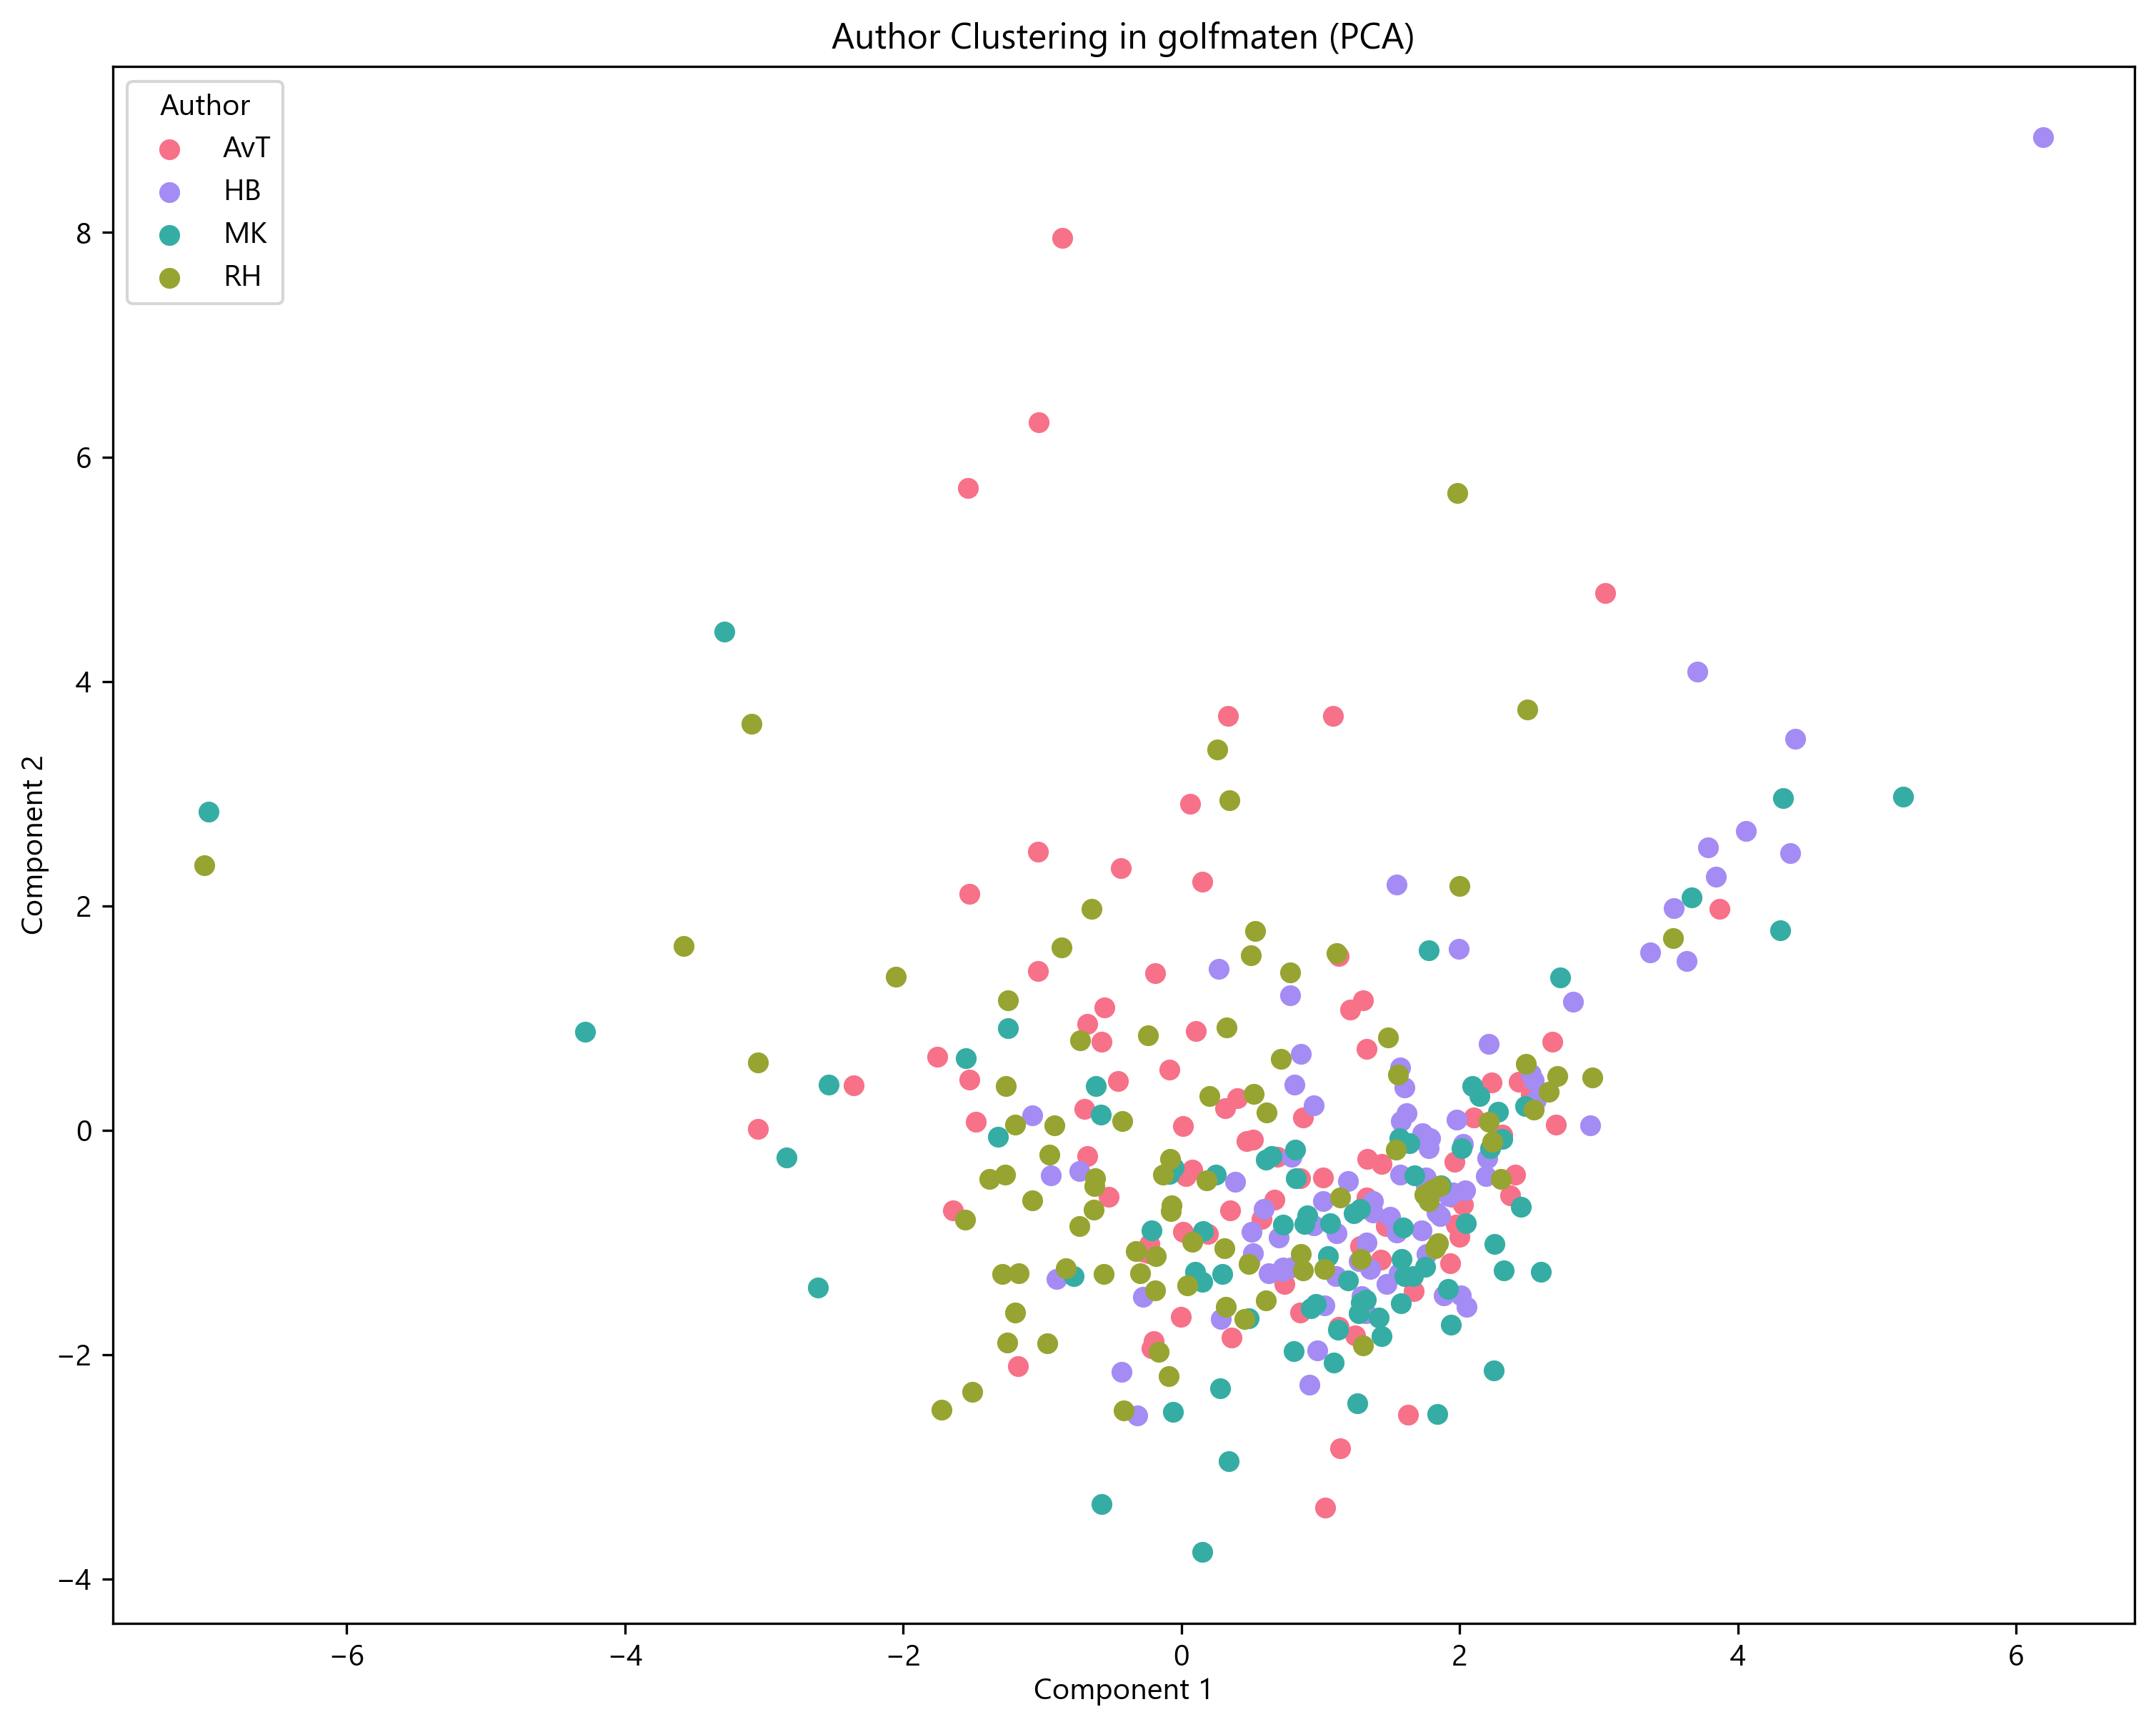 Author Clustering in golfmaten (PCA)
Author
AvT
HB
MK
RH
8
6
4
2
0
−2
−4
Component 2
−6
−4
−2
0
2
4
6
Component 1